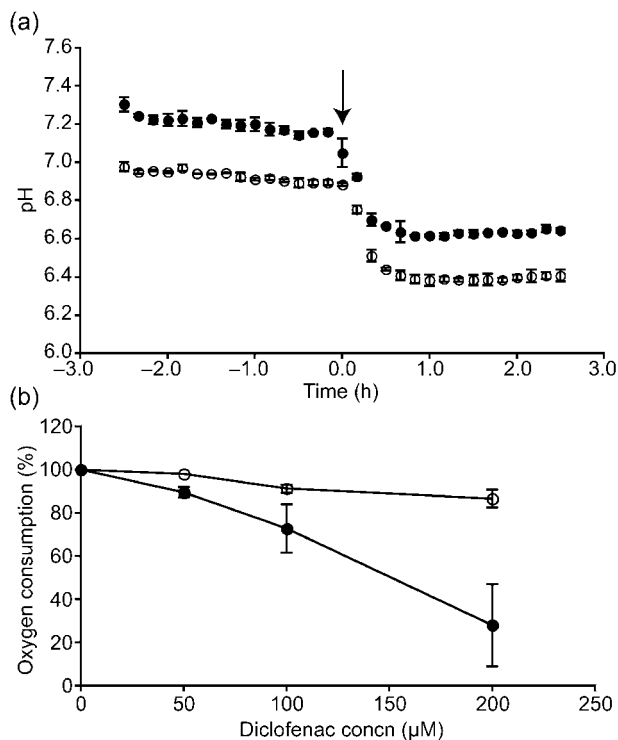 (a)
7.6
7.4
7.2
7.0
6.8
6.6
6.4
6.0
pH
–3.0 –2.0 –1.0 0.0 1.0 2.0 3.0
Time (h)
(b)
120
100
80
60
40
20
0
Oxygen consumption (%)
0 50 100 150 200 250
Diclofenac concn (µM)